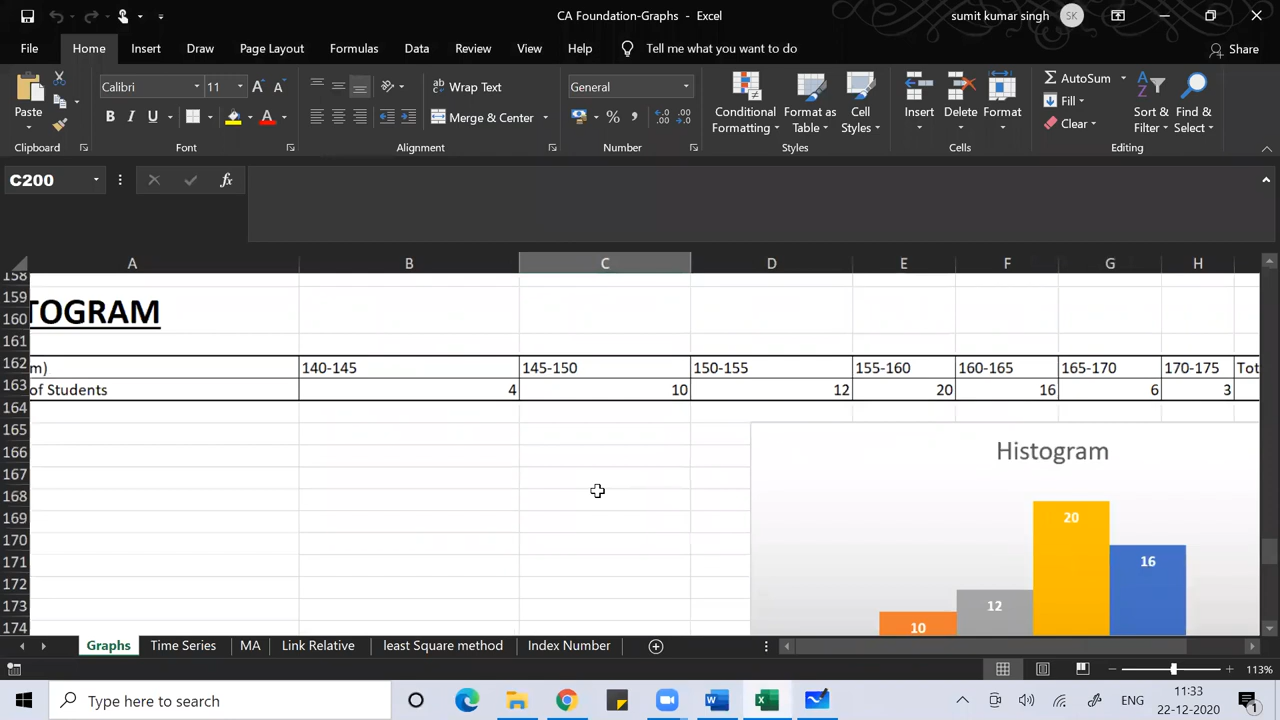 CA Foundation-Graphs - Excel
sumit kumar singh SK
File Home Insert Draw Page Layout Formulas Data Review View Help Tell me what you want to do Share
Paste
Clipboard
Calibri 11
B I U
Font
Wrap Text
Merge & Center
Alignment
General
% ,
Number
Conditional Formatting
Format as Table
Cell Styles
Styles
Insert Delete Format
Cells
AutoSum
Fill
Clear
Sort & Filter
Find & Select
Editing
C200 fx
A B C D E F G H
158
159
160 TOGRAM
161
162 m) 140-145 145-150 150-155 155-160 160-165 165-170 170-175 Tot
163 of Students 4 10 12 20 16 6 3
164
165
166 Histogram
167
168
169 20
170
171 16
172
173 12
174 10
Graphs Time Series MA Link Relative least Square method Index Number
113%
Type here to search
ENG
11:33
22-12-2020
1